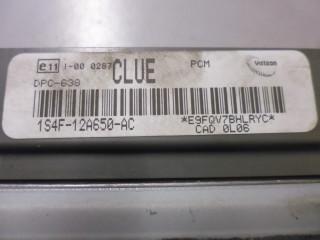 e11 1-00 0287 CLUE PCM Visteon
DPC-638
1S4F-12A650-AC *E9FQV7BHLRYC*
CAD 0L06